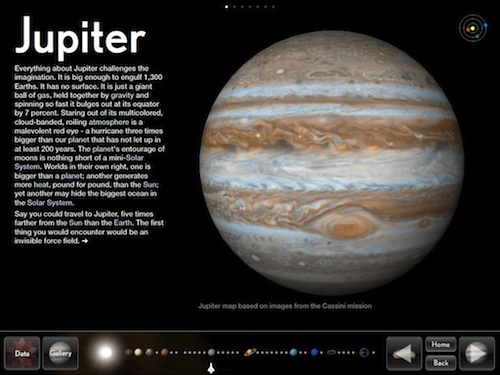 Jupiter
Everything about Jupiter challenges the
imagination. It is big enough to engulf 1,300
Earths. It has no surface. It is just a giant
ball of gas, held together by gravity and
spinning so fast it bulges out at its equator
by 7 percent. Staring out of its multicolored,
cloud-banded, roiling atmosphere is a
malevolent red eye - a hurricane three times
bigger than our planet that has not let up in
at least 200 years. The planet's entourage of
moons is nothing short of a mini-Solar
System. Worlds in their own right, one is
bigger than a planet; another generates
more heat, pound for pound, than the Sun;
yet another may hide the biggest ocean in
the Solar System.
Say you could travel to Jupiter, five times
farther from the Sun than the Earth. The first
thing you would encounter would be an
invisible force field. ➔
Jupiter map based on images from the Cassini mission
Data
Gallery
Home
Back